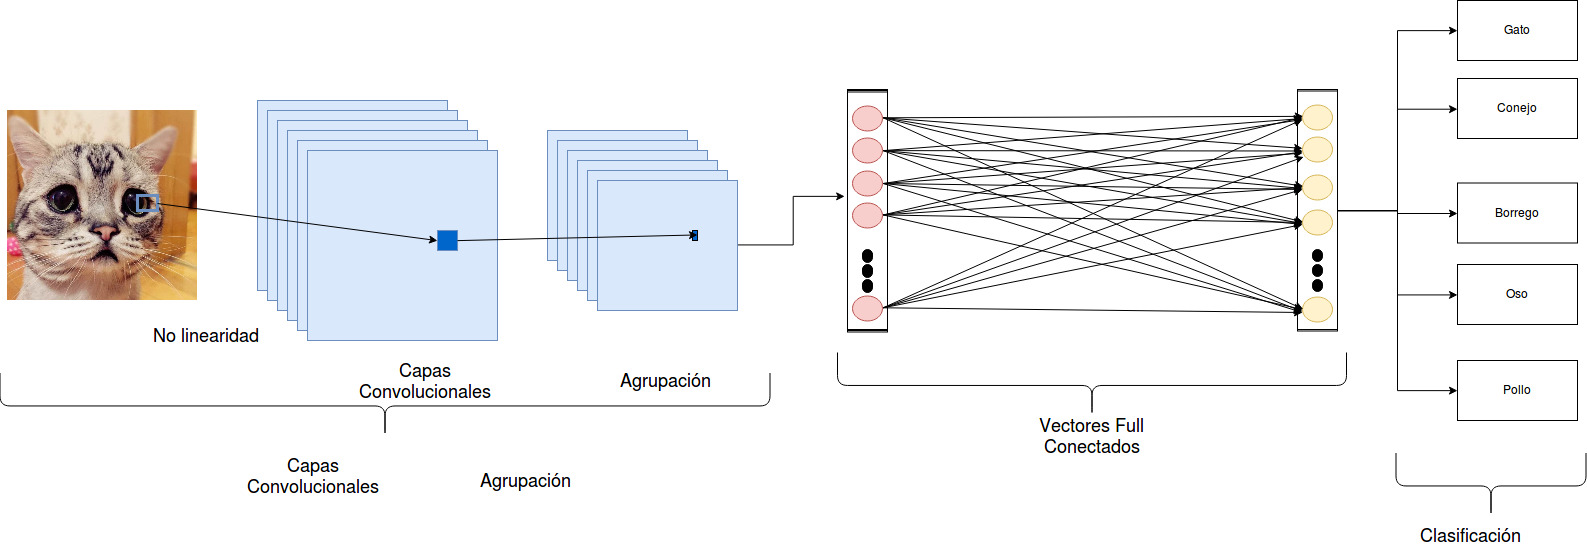 Gato
Conejo
Borrego
Oso
Pollo
No linearidad
Capas
Convolucionales
Agrupación
Vectores Full
Conectados
Capas
Convolucionales
Agrupación
Clasificación